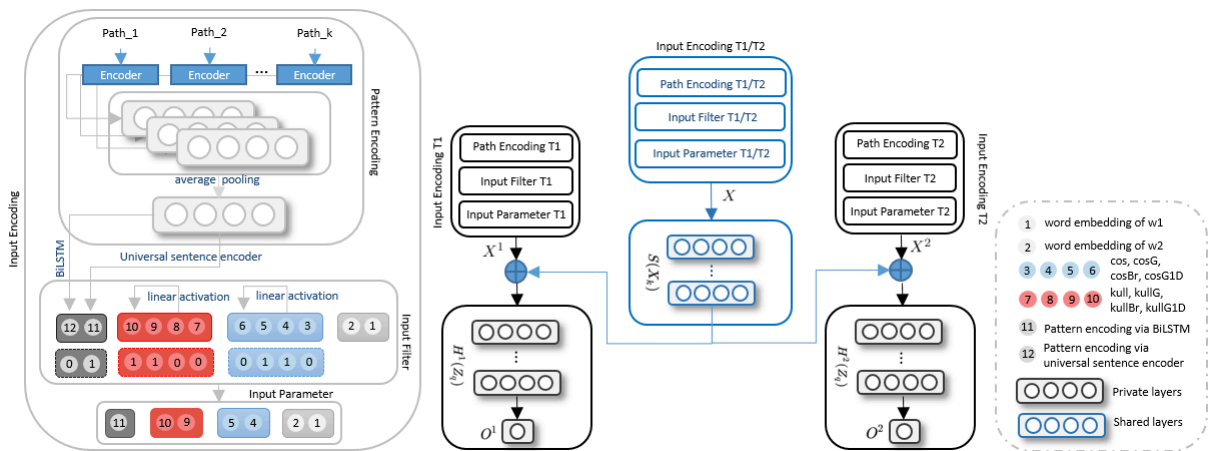 Path_1
Path_2
Path_k
Encoder
Encoder
...
Encoder
average pooling
Pattern Encoding
Input Encoding
BiLSTM
Universal sentence encoder
linear activation
linear activation
12 11
10 9 8 7
6 5 4 3
2 1
0 1
1 1 0 0
0 1 1 0
Input Filter
Input Parameter
11
10 9
5 4
2 1
Input Encoding T1
Path Encoding T1
Input Filter T1
Input Parameter T1
X¹
H¹(Z_q)
⋮
O¹
Input Encoding T1/T2
Path Encoding T1/T2
Input Filter T1/T2
Input Parameter T1/T2
X
S(X_k)
⋮
Input Encoding T2
Path Encoding T2
Input Filter T2
Input Parameter T2
X²
H²(Z_q)
⋮
O²
1 word embedding of w1
2 word embedding of w2
3 4 5 6 cos, cosG,
cosBr, cosG1D
7 8 9 10 kull, kullG,
kullBr, kullG1D
11 Pattern encoding via BiLSTM
12 Pattern encoding via
universal sentence encoder
Private layers
Shared layers